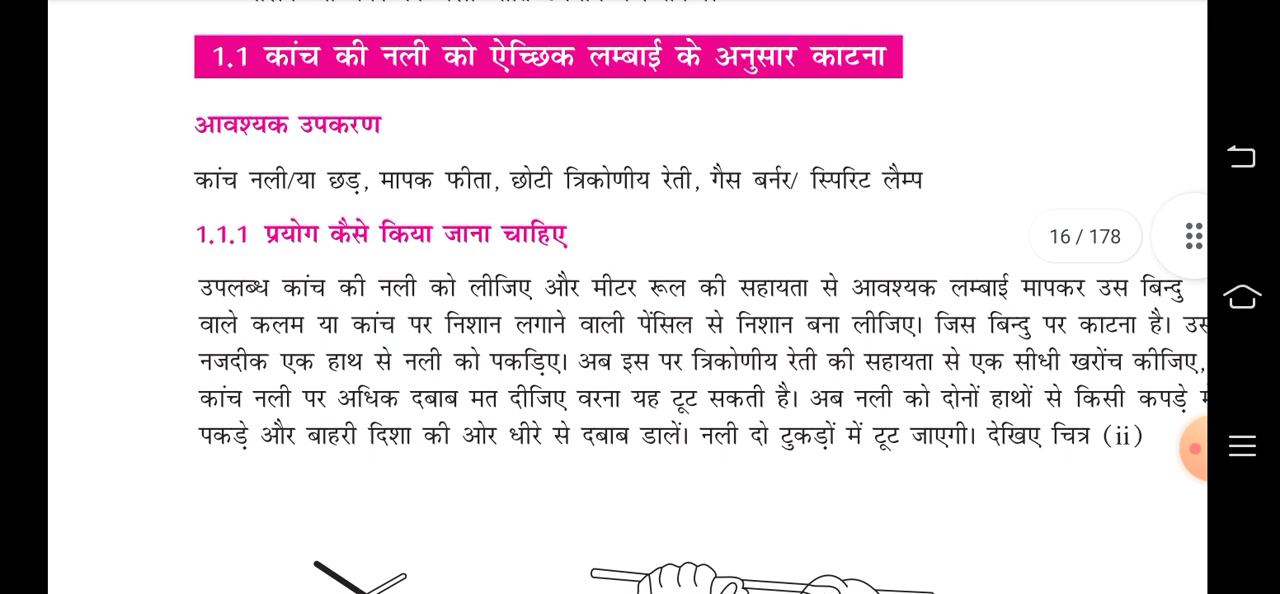 1.1 कांच की नली को ऐच्छिक लम्बाई के अनुसार काटना
आवश्यक उपकरण
कांच नली/या छड़, मापक फीता, छोटी त्रिकोणीय रेती, गैस बर्नर/ स्पिरिट लैम्प
1.1.1 प्रयोग कैसे किया जाना चाहिए
16 / 178
उपलब्ध कांच की नली को लीजिए और मीटर रूल की सहायता से आवश्यक लम्बाई मापकर उस बिन्दु
वाले कलम या कांच पर निशान लगाने वाली पेंसिल से निशान बना लीजिए। जिस बिन्दु पर काटना है।
नजदीक एक हाथ से नली को पकड़िए। अब इस पर त्रिकोणीय रेती की सहायता से एक सीधी खरोंच कीजिए,
कांच नली पर अधिक दबाब मत दीजिए वरना यह टूट सकती है। अब नली को दोनों हाथों से किसी कपड़े
पकड़े और बाहरी दिशा की ओर धीरे से दबाब डालें। नली दो टुकड़ों में टूट जाएगी। देखिए चित्र (ii)